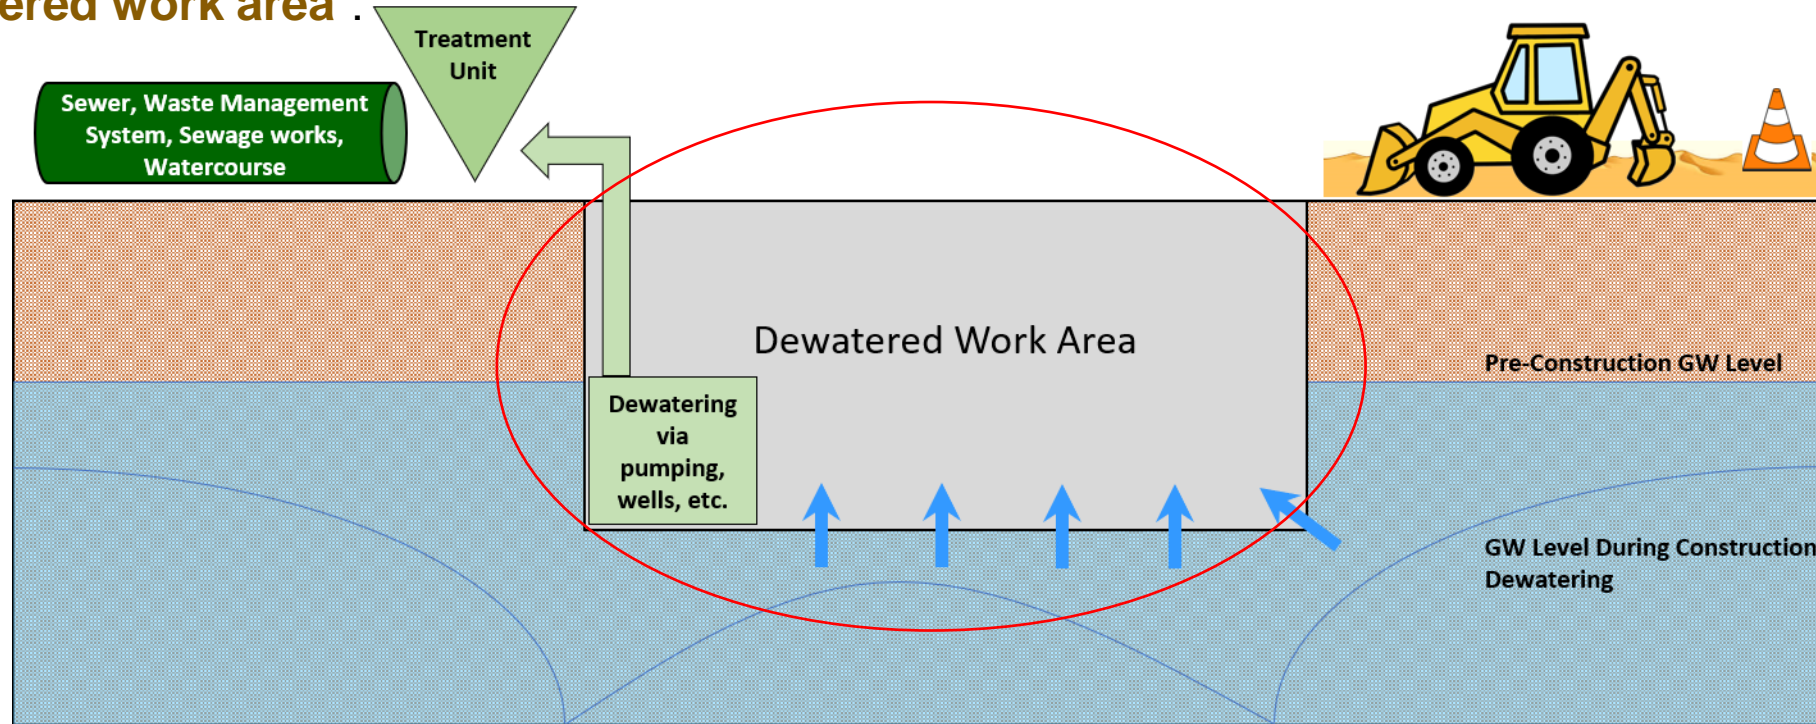 ered work area".
Treatment
Unit
Sewer, Waste Management
System, Sewage works,
Watercourse
Dewatered Work Area
Pre-Construction GW Level
Dewatering
via
pumping,
wells, etc.
GW Level During Construction
Dewatering